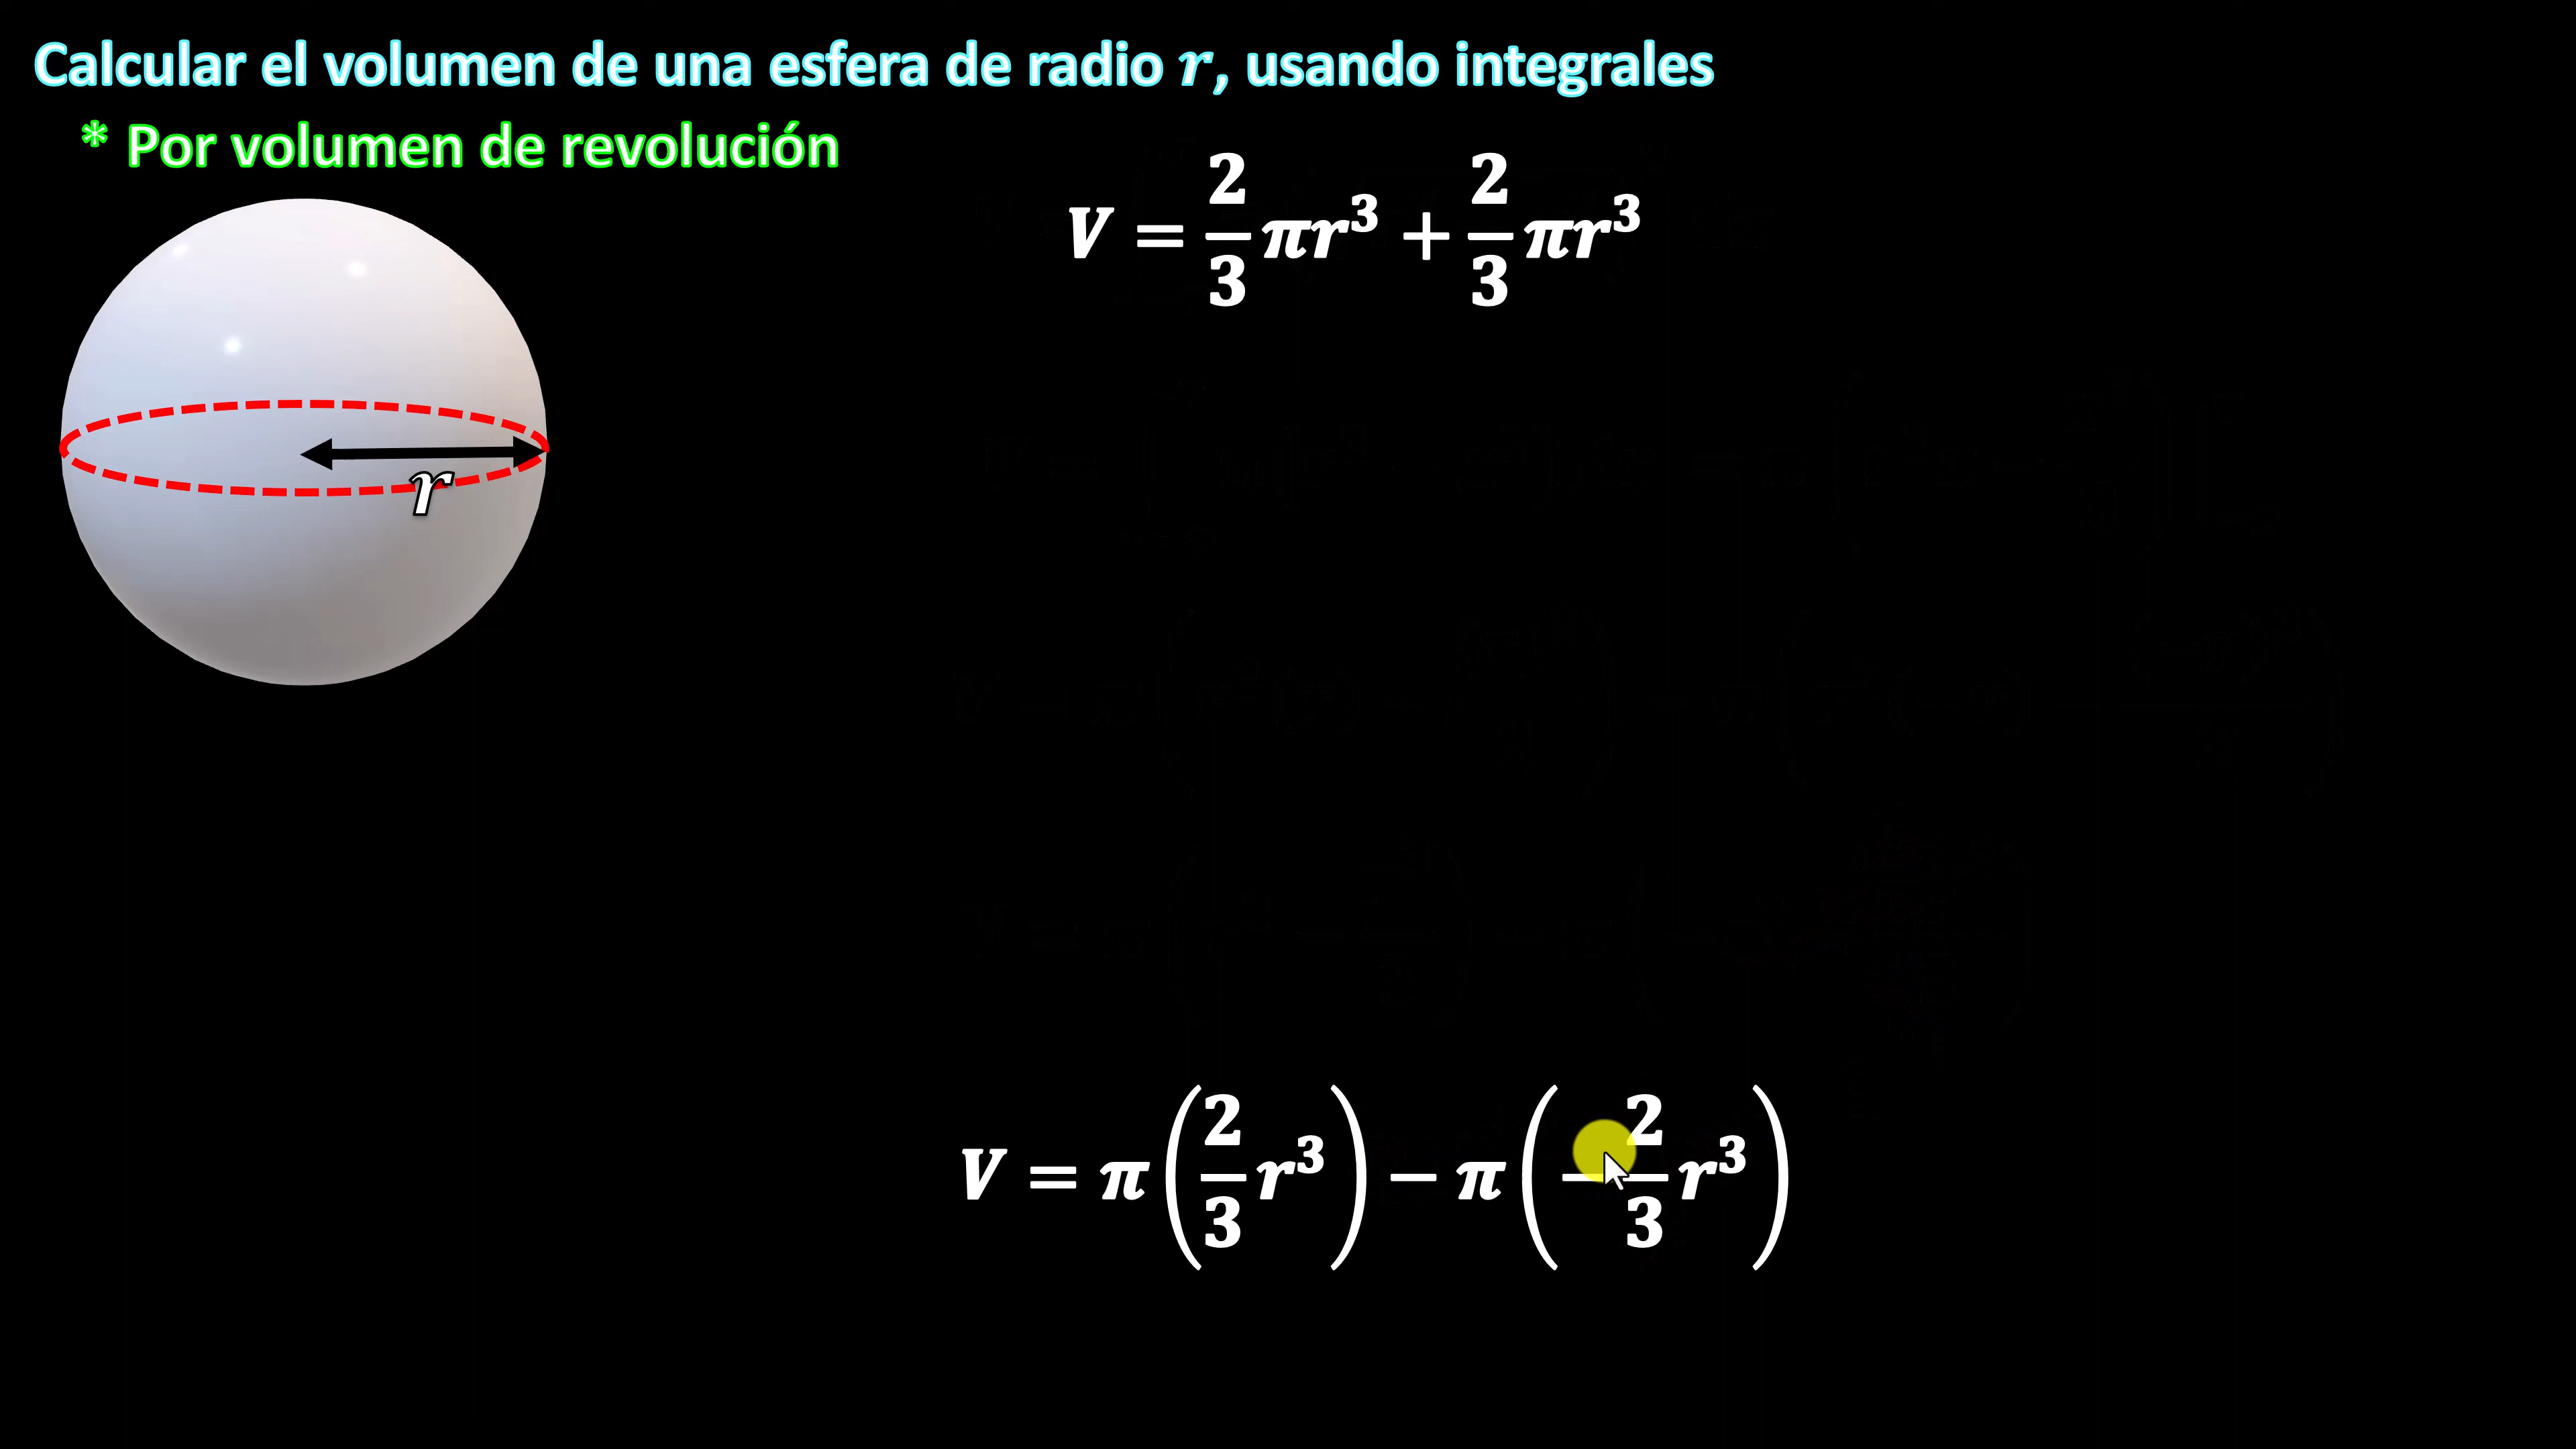 Calcular el volumen de una esfera de radio r, usando integrales
* Por volumen de revolución
V = 2/3 πr³ + 2/3 πr³
r
V = π(2/3 r³) − π(−2/3 r³)